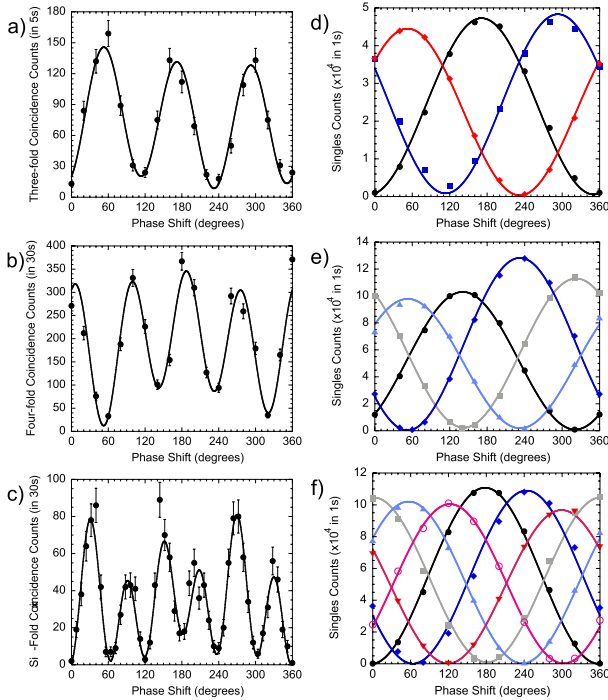 a)
Three-fold Coincidence Counts (in 5s)
180
150
120
90
60
30
0
0 60 120 180 240 300 360
Phase Shift (degrees)
d)
Singles Counts (x10^4 in 1s)
5
4
3
2
1
0
0 60 120 180 240 300 360
Phase Shift (degrees)
b)
Four-fold Coincidence Counts (in 30s)
400
350
300
250
200
150
100
50
0
0 60 120 180 240 300 360
Phase Shift (degrees)
e)
Singles Counts (x10^4 in 1s)
14
12
10
8
6
4
2
0
0 60 120 180 240 300 360
Phase Shift (degrees)
c)
Si -Fold Coincidence Counts (in 30s)
100
80
60
40
20
0
0 60 120 180 240 300 360
Phase Shift (degrees)
f)
Singles Counts (x10^4 in 1s)
12
10
8
6
4
2
0
0 60 120 180 240 300 360
Phase Shift (degrees)